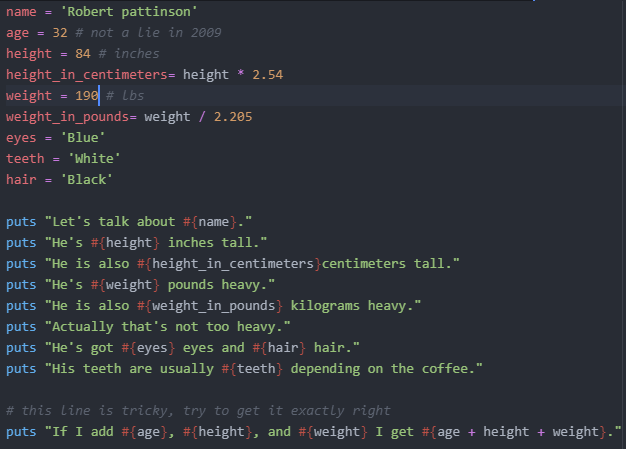 name = 'Robert pattinson'
age = 32 # not a lie in 2009
height = 84 # inches
height_in_centimeters= height * 2.54
weight = 190 # lbs
weight_in_pounds= weight / 2.205
eyes = 'Blue'
teeth = 'White'
hair = 'Black'

puts "Let's talk about #{name}."
puts "He's #{height} inches tall."
puts "He is also #{height_in_centimeters}centimeters tall."
puts "He's #{weight} pounds heavy."
puts "He is also #{weight_in_pounds} kilograms heavy."
puts "Actually that's not too heavy."
puts "He's got #{eyes} eyes and #{hair} hair."
puts "His teeth are usually #{teeth} depending on the coffee."

# this line is tricky, try to get it exactly right
puts "If I add #{age}, #{height}, and #{weight} I get #{age + height + weight}."